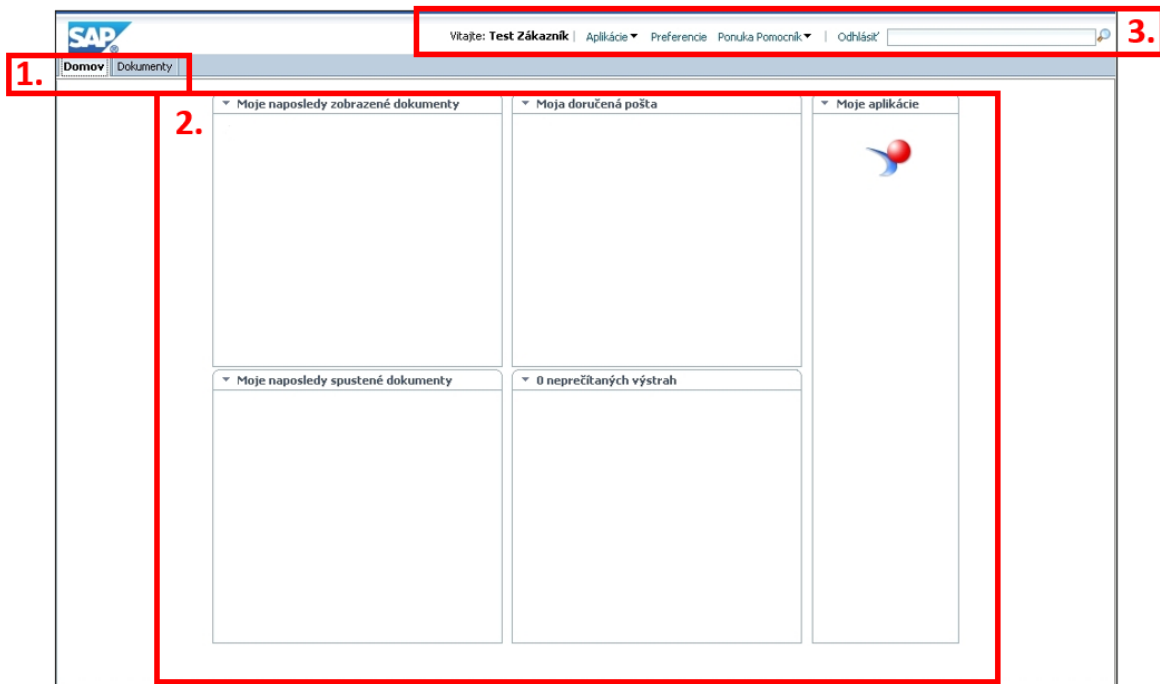 SAP®
Vitajte: Test Zákazník | Aplikácie Preferencie Ponuka Pomocník | Odhlásiť
3.
1.
Domov Dokumenty
2.
Moje naposledy zobrazené dokumenty
Moja doručená pošta
Moje aplikácie
Moje naposledy spustené dokumenty
0 neprečítaných výstrah